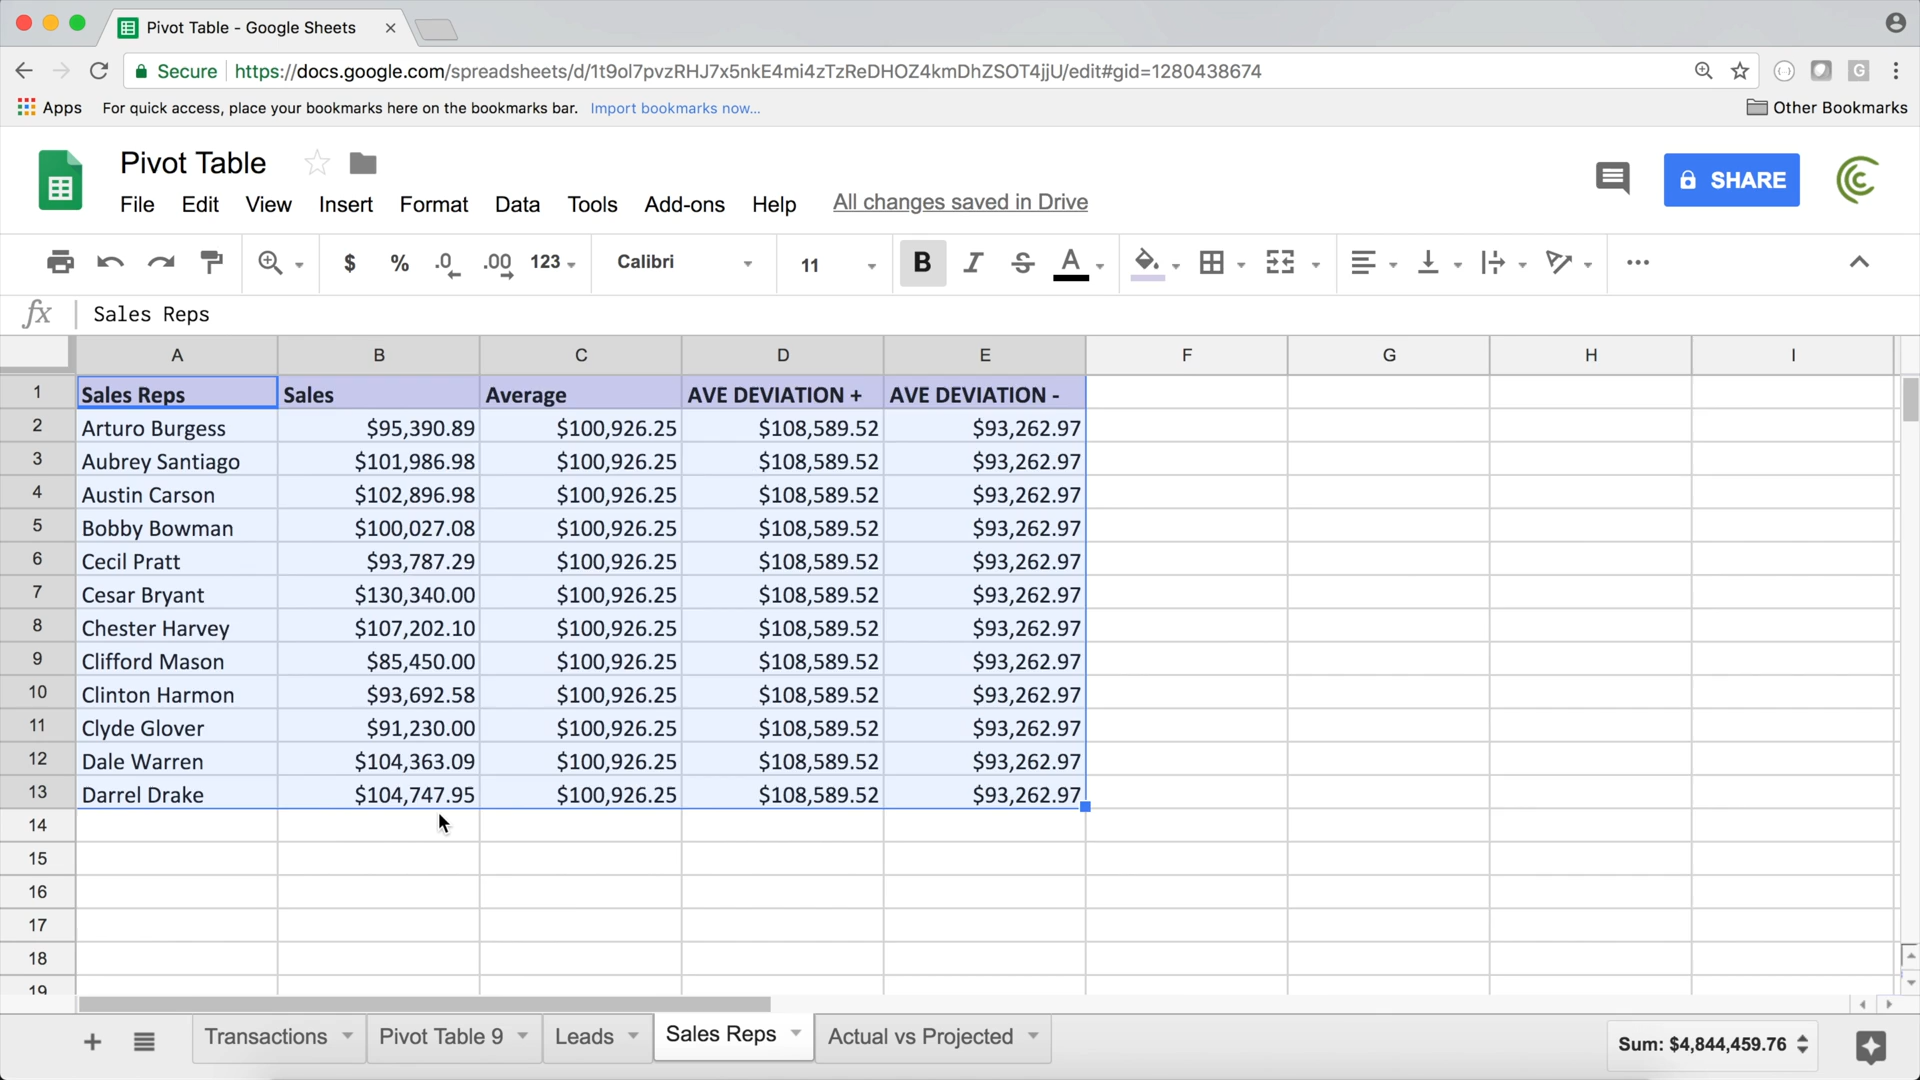 Pivot Table - Google Sheets
Secure https://docs.google.com/spreadsheets/d/1t9ol7pvzRHJ7x5nkE4mi4zTzReDHOZ4kmDhZSOT4jjU/edit#gid=1280438674
Apps For quick access, place your bookmarks here on the bookmarks bar. Import bookmarks now... Other Bookmarks
Pivot Table
SHARE
File Edit View Insert Format Data Tools Add-ons Help All changes saved in Drive
$ % .0 .00 123 Calibri 11 B I S A
fx Sales Reps
A B C D E F G H I
1 Sales Reps Sales Average AVE DEVIATION + AVE DEVIATION -
2 Arturo Burgess $95,390.89 $100,926.25 $108,589.52 $93,262.97
3 Aubrey Santiago $101,986.98 $100,926.25 $108,589.52 $93,262.97
4 Austin Carson $102,896.98 $100,926.25 $108,589.52 $93,262.97
5 Bobby Bowman $100,027.08 $100,926.25 $108,589.52 $93,262.97
6 Cecil Pratt $93,787.29 $100,926.25 $108,589.52 $93,262.97
7 Cesar Bryant $130,340.00 $100,926.25 $108,589.52 $93,262.97
8 Chester Harvey $107,202.10 $100,926.25 $108,589.52 $93,262.97
9 Clifford Mason $85,450.00 $100,926.25 $108,589.52 $93,262.97
10 Clinton Harmon $93,692.58 $100,926.25 $108,589.52 $93,262.97
11 Clyde Glover $91,230.00 $100,926.25 $108,589.52 $93,262.97
12 Dale Warren $104,363.09 $100,926.25 $108,589.52 $93,262.97
13 Darrel Drake $104,747.95 $100,926.25 $108,589.52 $93,262.97
14
15
16
17
18
19
Transactions Pivot Table 9 Leads Sales Reps Actual vs Projected Sum: $4,844,459.76